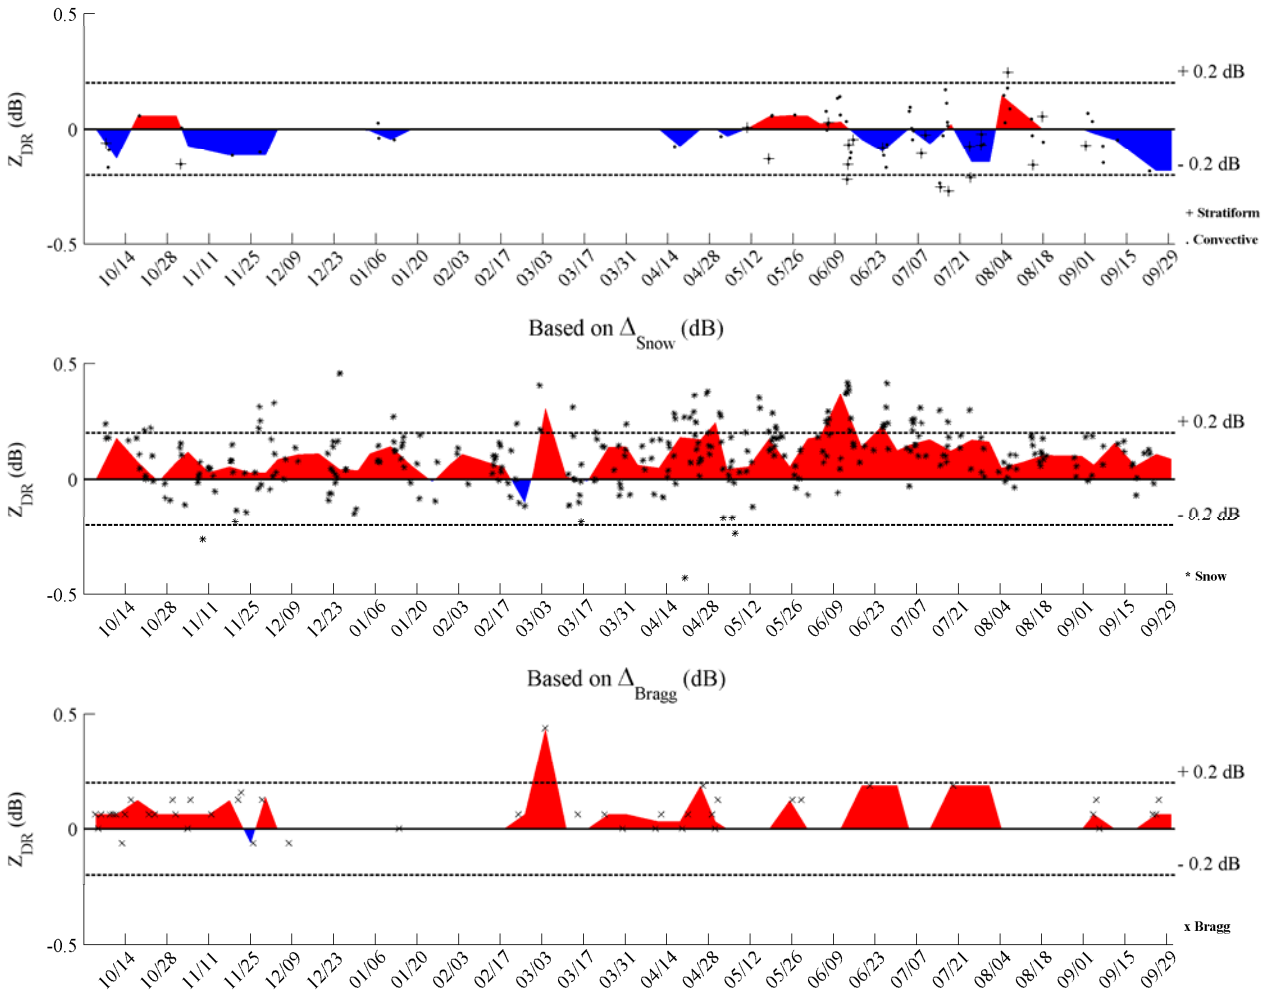 0.5
+ 0.2 dB
0
Z_DR (dB)
- 0.2 dB
+ Stratiform
. Convective
-0.5
10/14 10/28 11/11 11/25 12/09 12/23 01/06 01/20 02/03 02/17 03/03 03/17 03/31 04/14 04/28 05/12 05/26 06/09 06/23 07/07 07/21 08/04 08/18 09/01 09/15 09/29
Based on Δ_Snow (dB)
0.5
+ 0.2 dB
0
Z_DR (dB)
- 0.2 dB
* Snow
-0.5
10/14 10/28 11/11 11/25 12/09 12/23 01/06 01/20 02/03 02/17 03/03 03/17 03/31 04/14 04/28 05/12 05/26 06/09 06/23 07/07 07/21 08/04 08/18 09/01 09/15 09/29
Based on Δ_Bragg (dB)
0.5
+ 0.2 dB
0
Z_DR (dB)
- 0.2 dB
x Bragg
-0.5
10/14 10/28 11/11 11/25 12/09 12/23 01/06 01/20 02/03 02/17 03/03 03/17 03/31 04/14 04/28 05/12 05/26 06/09 06/23 07/07 07/21 08/04 08/18 09/01 09/15 09/29